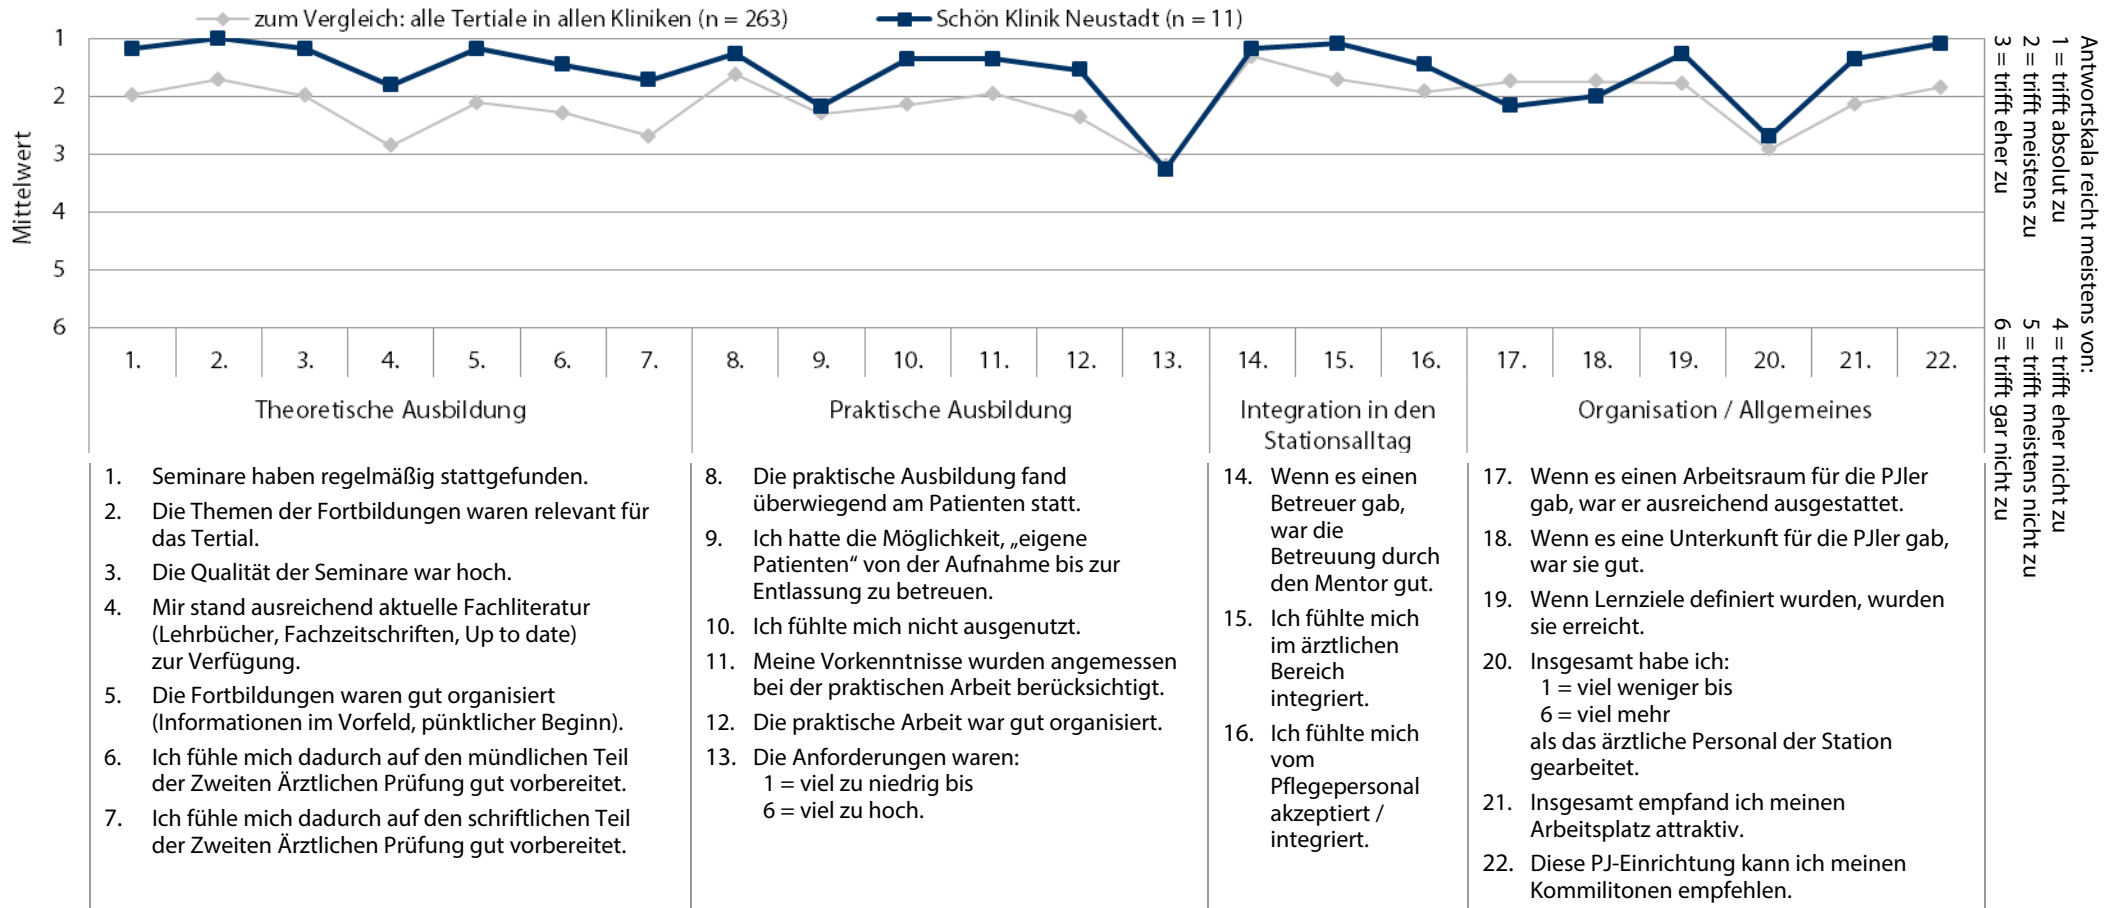 zum Vergleich: alle Tertiale in allen Kliniken (n = 263)
Schön Klinik Neustadt (n = 11)
Mittelwert
1
2
3
4
5
6
1. 2. 3. 4. 5. 6. 7. 8. 9. 10. 11. 12. 13. 14. 15. 16. 17. 18. 19. 20. 21. 22.
Theoretische Ausbildung
Praktische Ausbildung
Integration in den
Stationsalltag
Organisation / Allgemeines
Antwortskala reicht meistens von:
1 = trifft absolut zu
2 = trifft meistens zu
3 = trifft eher zu
4 = trifft eher nicht zu
5 = trifft meistens nicht zu
6 = trifft gar nicht zu
1. Seminare haben regelmäßig stattgefunden.
2. Die Themen der Fortbildungen waren relevant für
das Tertial.
3. Die Qualität der Seminare war hoch.
4. Mir stand ausreichend aktuelle Fachliteratur
(Lehrbücher, Fachzeitschriften, Up to date)
zur Verfügung.
5. Die Fortbildungen waren gut organisiert
(Informationen im Vorfeld, pünktlicher Beginn).
6. Ich fühle mich dadurch auf den mündlichen Teil
der Zweiten Ärztlichen Prüfung gut vorbereitet.
7. Ich fühle mich dadurch auf den schriftlichen Teil
der Zweiten Ärztlichen Prüfung gut vorbereitet.
8. Die praktische Ausbildung fand
überwiegend am Patienten statt.
9. Ich hatte die Möglichkeit, „eigene
Patienten“ von der Aufnahme bis zur
Entlassung zu betreuen.
10. Ich fühlte mich nicht ausgenutzt.
11. Meine Vorkenntnisse wurden angemessen
bei der praktischen Arbeit berücksichtigt.
12. Die praktische Arbeit war gut organisiert.
13. Die Anforderungen waren:
1 = viel zu niedrig bis
6 = viel zu hoch.
14. Wenn es einen
Betreuer gab,
war die
Betreuung durch
den Mentor gut.
15. Ich fühlte mich
im ärztlichen
Bereich
integriert.
16. Ich fühlte mich
vom
Pflegepersonal
akzeptiert /
integriert.
17. Wenn es einen Arbeitsraum für die PJler
gab, war er ausreichend ausgestattet.
18. Wenn es eine Unterkunft für die PJler gab,
war sie gut.
19. Wenn Lernziele definiert wurden, wurden
sie erreicht.
20. Insgesamt habe ich:
1 = viel weniger bis
6 = viel mehr
als das ärztliche Personal der Station
gearbeitet.
21. Insgesamt empfand ich meinen
Arbeitsplatz attraktiv.
22. Diese PJ-Einrichtung kann ich meinen
Kommilitonen empfehlen.